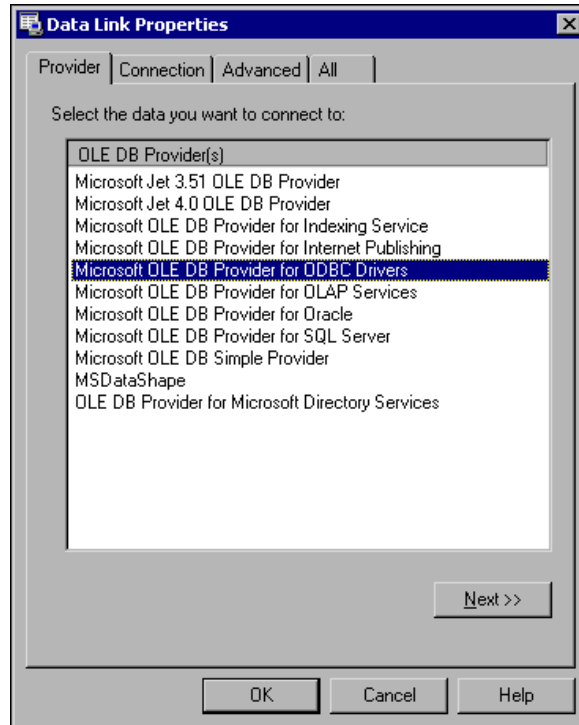 Data Link Properties
Provider Connection Advanced All
Select the data you want to connect to:
OLE DB Provider(s)
Microsoft Jet 3.51 OLE DB Provider
Microsoft Jet 4.0 OLE DB Provider
Microsoft OLE DB Provider for Indexing Service
Microsoft OLE DB Provider for Internet Publishing
Microsoft OLE DB Provider for ODBC Drivers
Microsoft OLE DB Provider for OLAP Services
Microsoft OLE DB Provider for Oracle
Microsoft OLE DB Provider for SQL Server
Microsoft OLE DB Simple Provider
MSDataShape
OLE DB Provider for Microsoft Directory Services
Next >>
OK Cancel Help